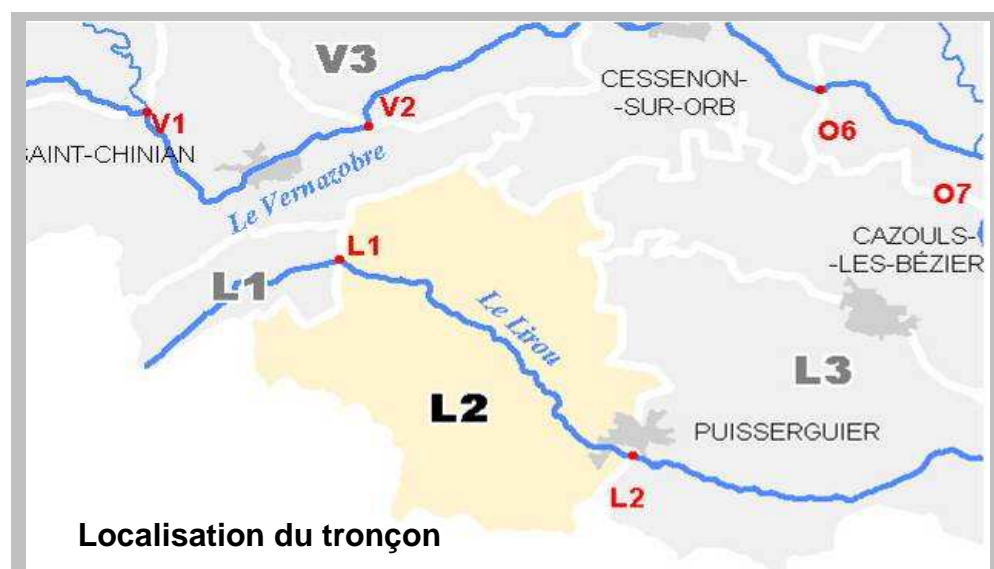 V3
CESSENON-
-SUR-ORB
V1
V2
O6
AINT-CHINIAN
Le Vernazobre
O7
CAZOULS-
-LES-BÉZIER
L1
L1
Le Lirou
L3
L2
PUISSERGUIER
L2
Localisation du tronçon